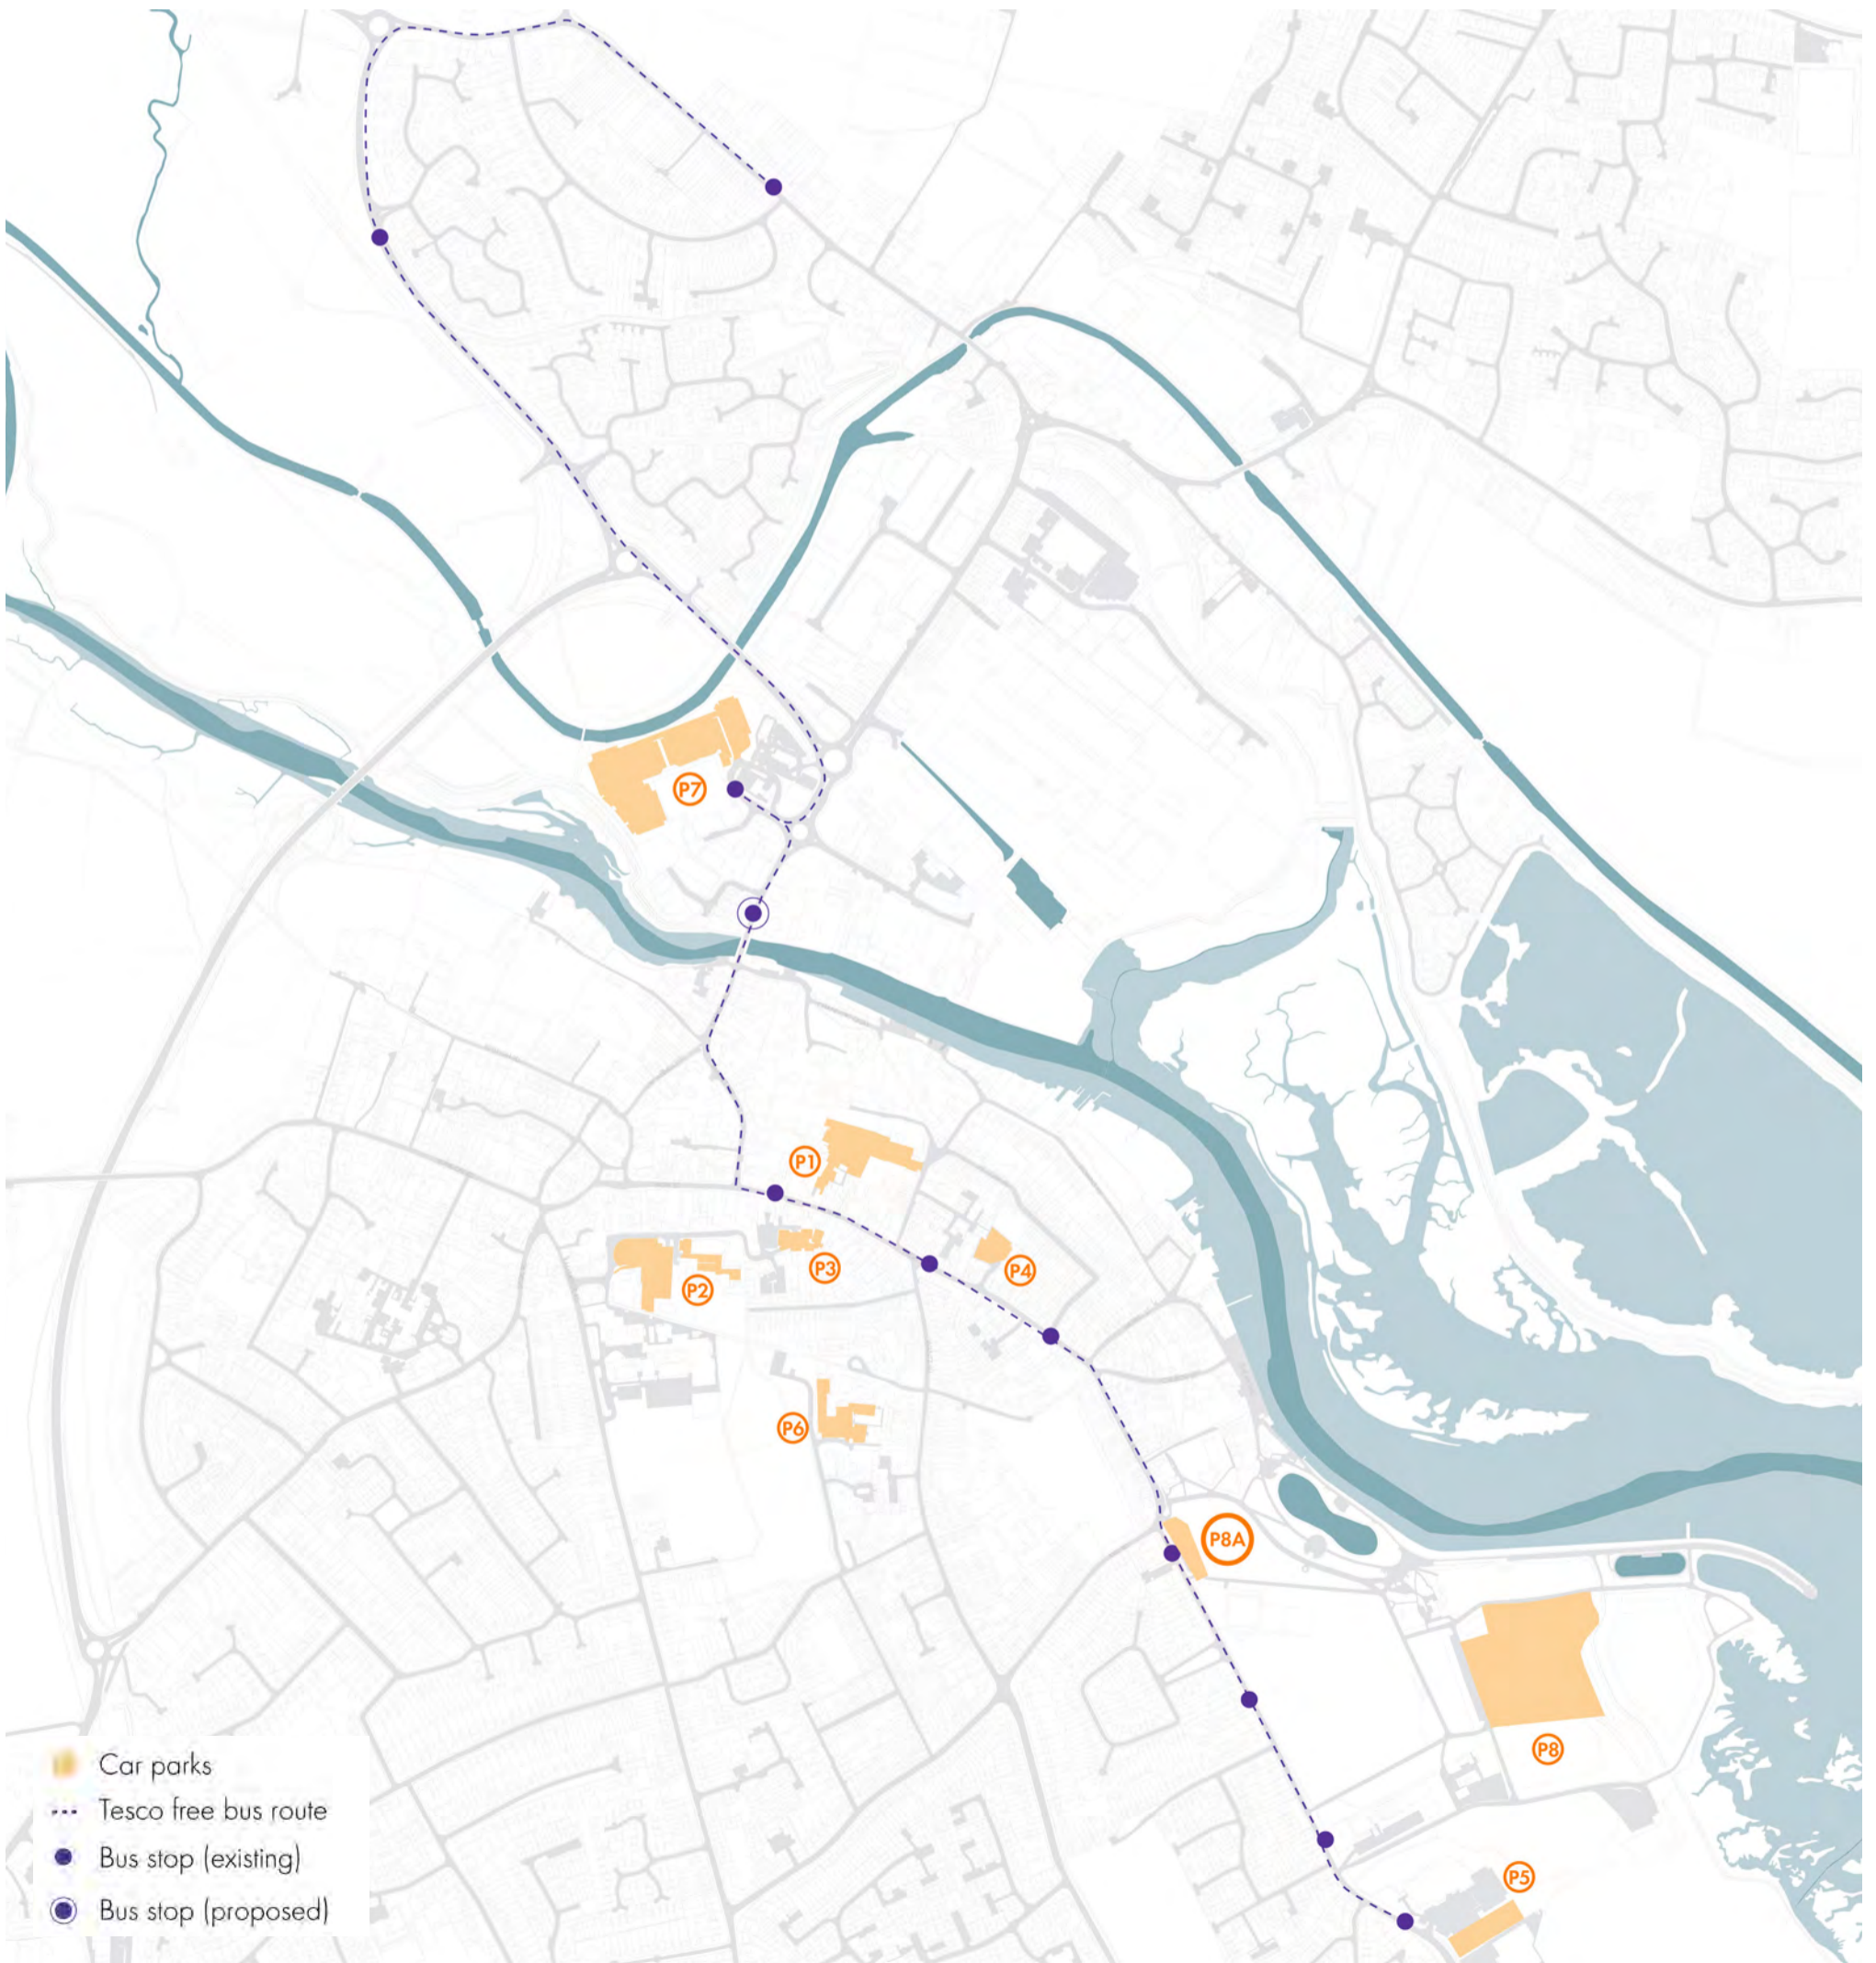 P7
P1
P3
P4
P2
P6
P8A
P8
P5
Car parks
Tesco free bus route
Bus stop (existing)
Bus stop (proposed)